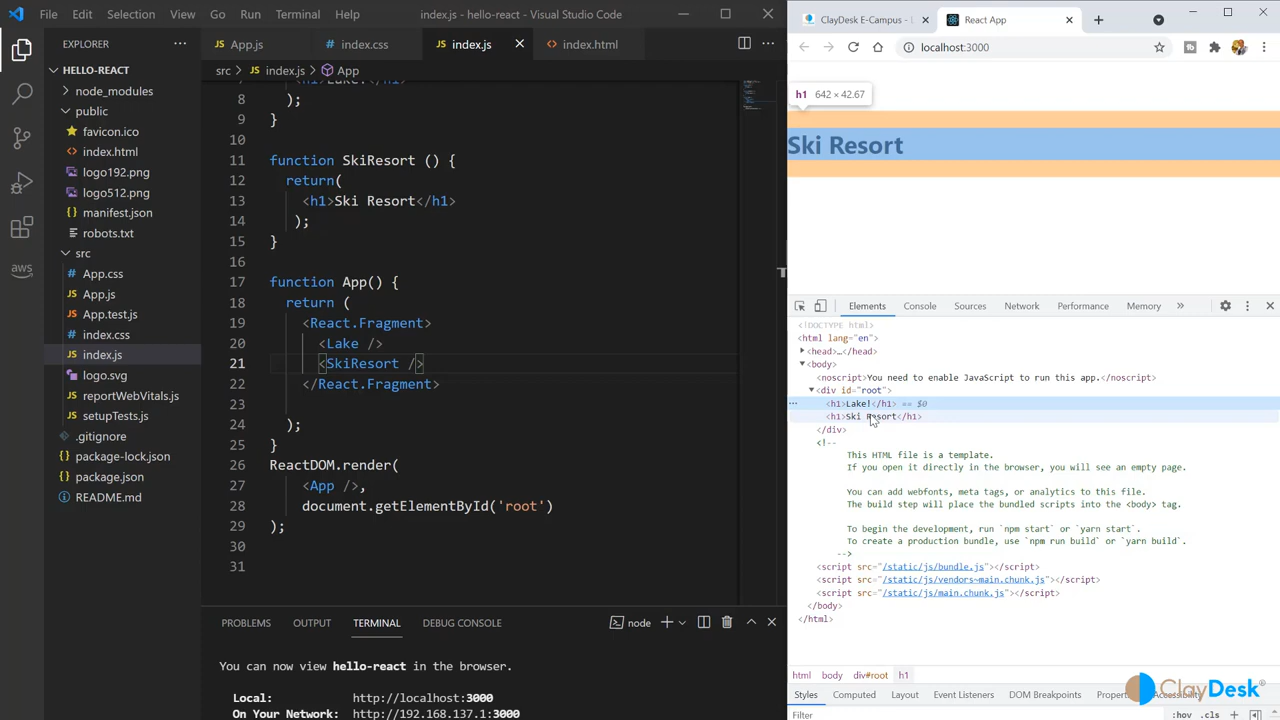 File Edit Selection View Go Run Terminal Help index.js - hello-react - Visual Studio Code
EXPLORER
HELLO-REACT
node_modules
public
favicon.ico
index.html
logo192.png
logo512.png
manifest.json
robots.txt
src
App.css
App.js
App.test.js
index.css
index.js
logo.svg
reportWebVitals.js
setupTests.js
.gitignore
package-lock.json
package.json
README.md
aws
App.js index.css index.js index.html
src > index.js > App
<h1>Lake!</h1>
8 );
9 }
10
11 function SkiResort () {
12 return(
13 <h1>Ski Resort</h1>
14 );
15 }
16
17 function App() {
18 return (
19 <React.Fragment>
20 <Lake />
21 <SkiResort />
22 </React.Fragment>
23
24 );
25 }
26 ReactDOM.render(
27 <App />,
28 document.getElementById('root')
29 );
30
31
PROBLEMS OUTPUT TERMINAL DEBUG CONSOLE node
You can now view hello-react in the browser.
Local: http://localhost:3000
On Your Network: http://192.168.137.1:3000
ClayDesk E-Campus - L React App
localhost:3000
h1 642 × 42.67
Ski Resort
Elements Console Sources Network Performance Memory
<!DOCTYPE html>
<html lang="en">
<head>…</head>
<body>
<noscript>You need to enable JavaScript to run this app.</noscript>
<div id="root">
<h1>Lake!</h1> == $0
<h1>Ski Resort</h1>
</div>
<!--
This HTML file is a template.
If you open it directly in the browser, you will see an empty page.
You can add webfonts, meta tags, or analytics to this file.
The build step will place the bundled scripts into the <body> tag.
To begin the development, run `npm start` or `yarn start`.
To create a production bundle, use `npm run build` or `yarn build`.
-->
<script src="/static/js/bundle.js"></script>
<script src="/static/js/vendors~main.chunk.js"></script>
<script src="/static/js/main.chunk.js"></script>
</body>
</html>
html body div#root h1
Styles Computed Layout Event Listeners DOM Breakpoints
Filter :hov .cls
ClayDesk®